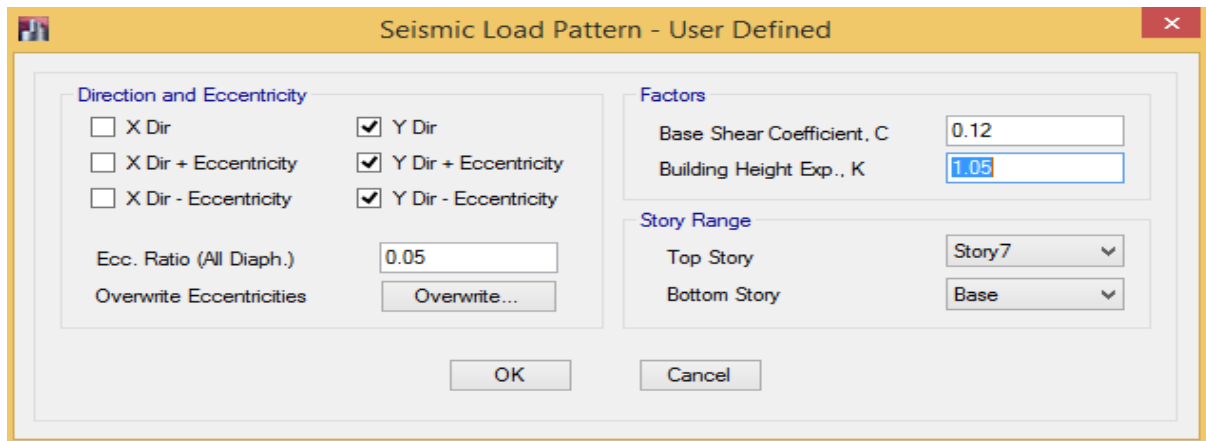 Seismic Load Pattern - User Defined
Direction and Eccentricity
X Dir
Y Dir
X Dir + Eccentricity
Y Dir + Eccentricity
X Dir - Eccentricity
Y Dir - Eccentricity
Ecc. Ratio (All Diaph.)
0.05
Overwrite Eccentricities
Overwrite...
Factors
Base Shear Coefficient, C
0.12
Building Height Exp., K
1.05
Story Range
Top Story
Story7
Bottom Story
Base
OK
Cancel